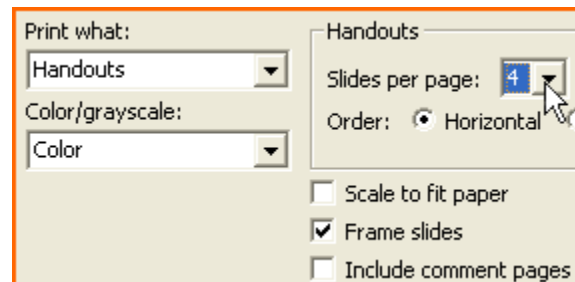 Print what:
Handouts
Color/grayscale:
Color
Handouts
Slides per page: 4
Order: Horizontal
Scale to fit paper
Frame slides
Include comment pages